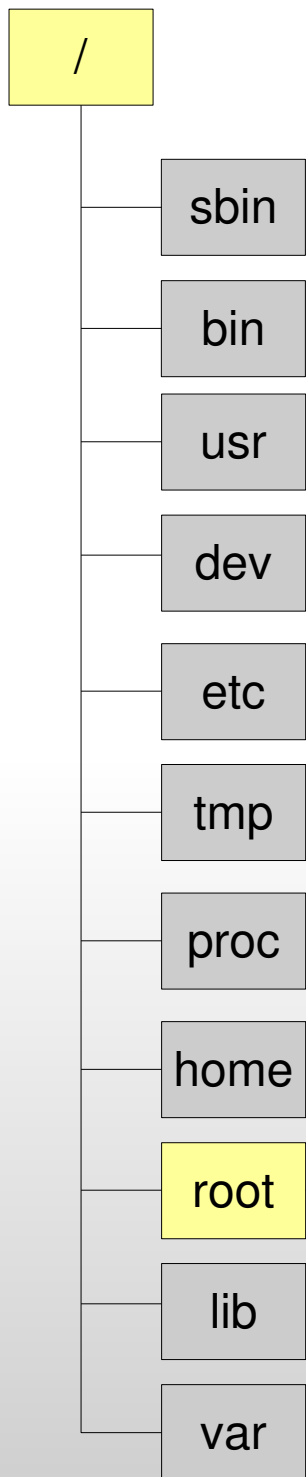 /
sbin
bin
usr
dev
etc
tmp
proc
home
root
lib
var